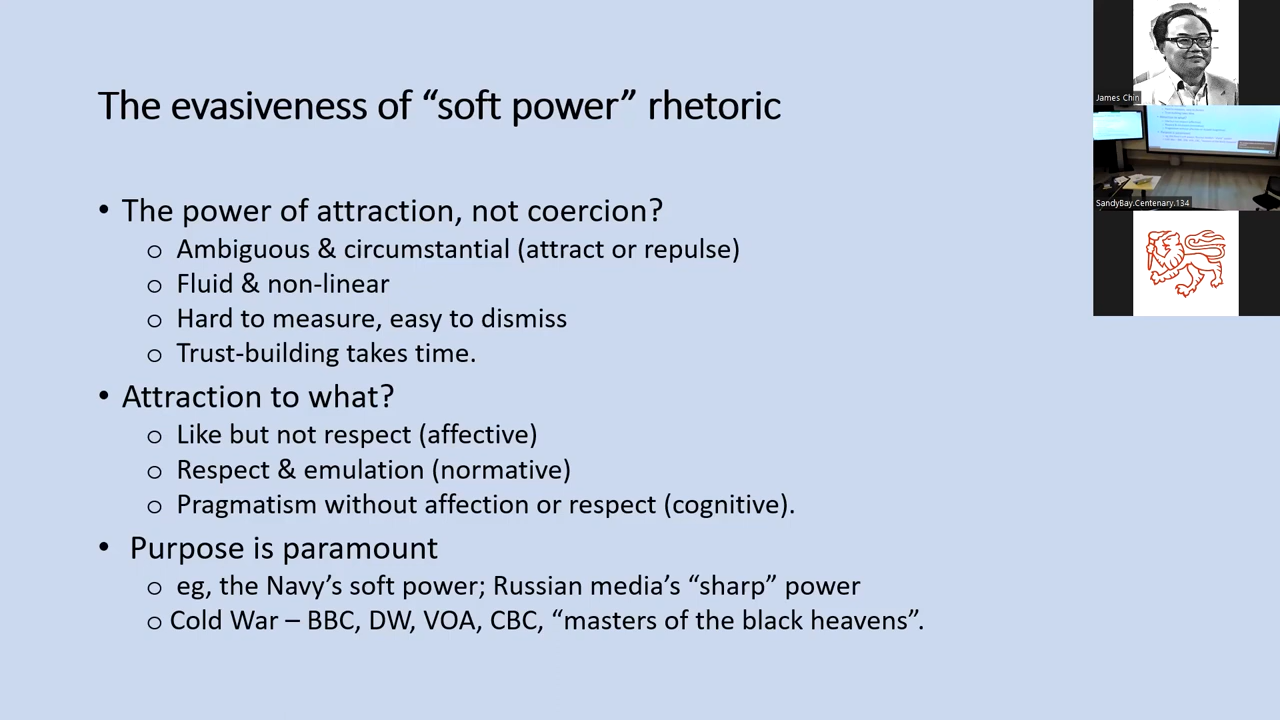 The evasiveness of “soft power” rhetoric
• The power of attraction, not coercion?
o Ambiguous & circumstantial (attract or repulse)
o Fluid & non-linear
o Hard to measure, easy to dismiss
o Trust-building takes time.
• Attraction to what?
o Like but not respect (affective)
o Respect & emulation (normative)
o Pragmatism without affection or respect (cognitive).
• Purpose is paramount
o eg, the Navy’s soft power; Russian media’s “sharp” power
o Cold War – BBC, DW, VOA, CBC, “masters of the black heavens”.
James Chin
SandyBay.Centenary.134